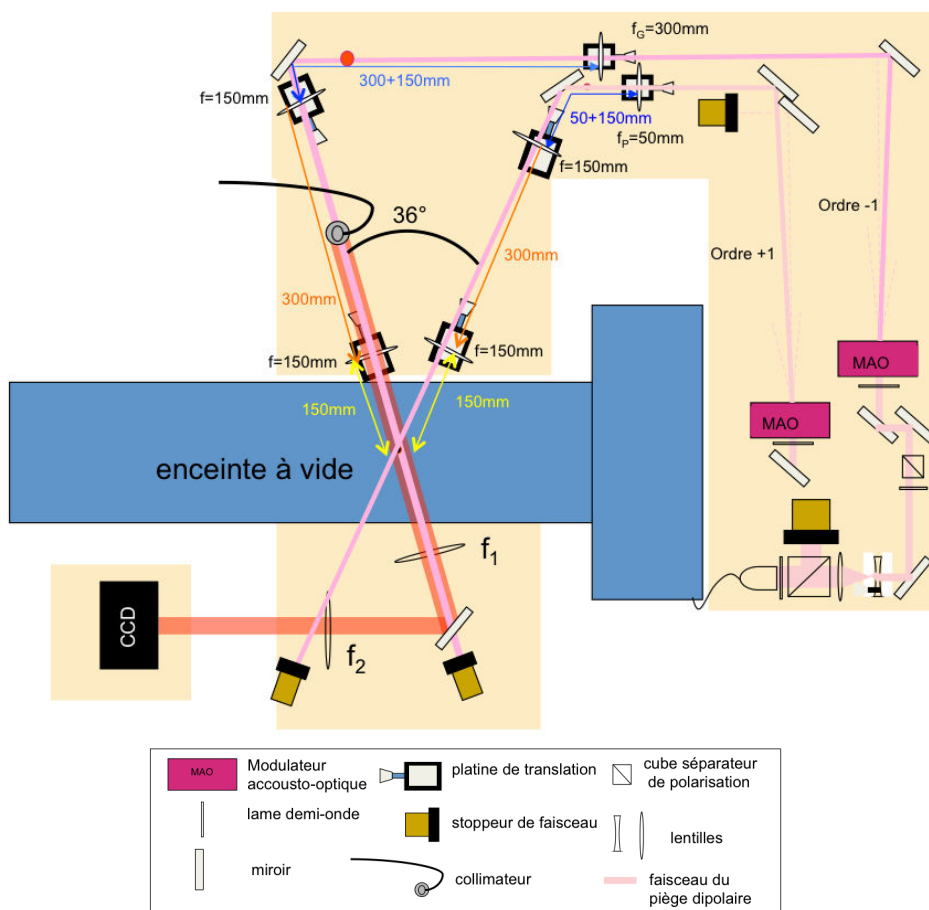 f_G=300mm
300+150mm
f=150mm
50+150mm
f_P=50mm
f=150mm
Ordre -1
36°
Ordre +1
300mm
300mm
MAO
f=150mm
f=150mm
150mm
150mm
MAO
enceinte à vide
f₁
CCD
f₂
MAO
Modulateur
accousto-optique
platine de translation
cube séparateur
de polarisation
lame demi-onde
stoppeur de faisceau
lentilles
miroir
collimateur
faisceau du
piège dipolaire